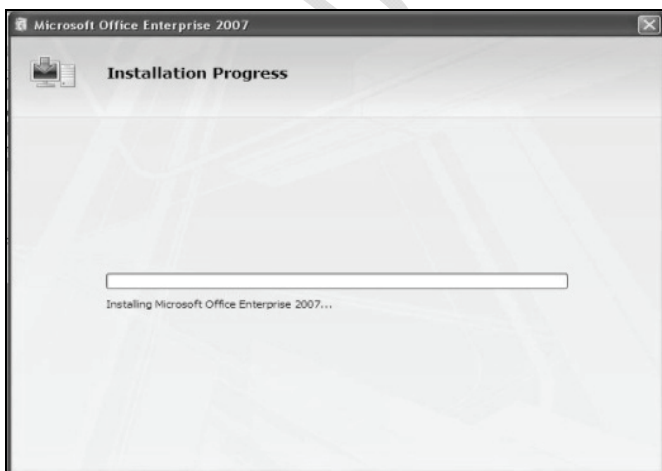 Microsoft Office Enterprise 2007
Installation Progress
Installing Microsoft Office Enterprise 2007...